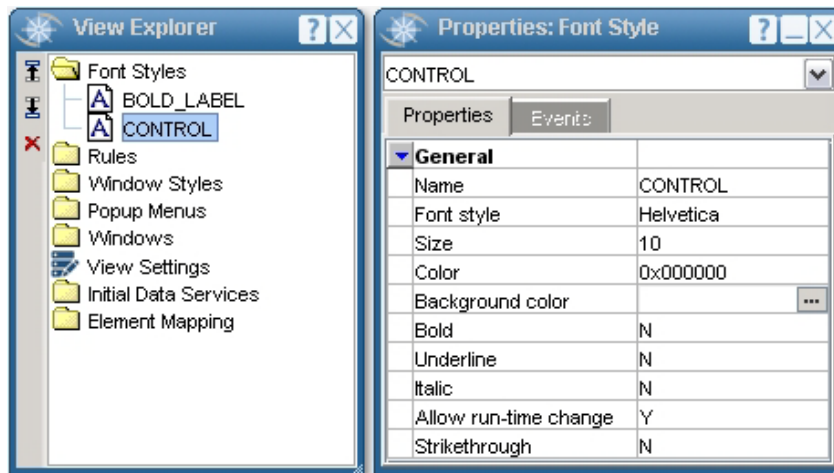 View Explorer
Font Styles
BOLD_LABEL
CONTROL
Rules
Window Styles
Popup Menus
Windows
View Settings
Initial Data Services
Element Mapping
Properties: Font Style
CONTROL
Properties Events
General
Name CONTROL
Font style Helvetica
Size 10
Color 0x000000
Background color ...
Bold N
Underline N
Italic N
Allow run-time change Y
Strikethrough N